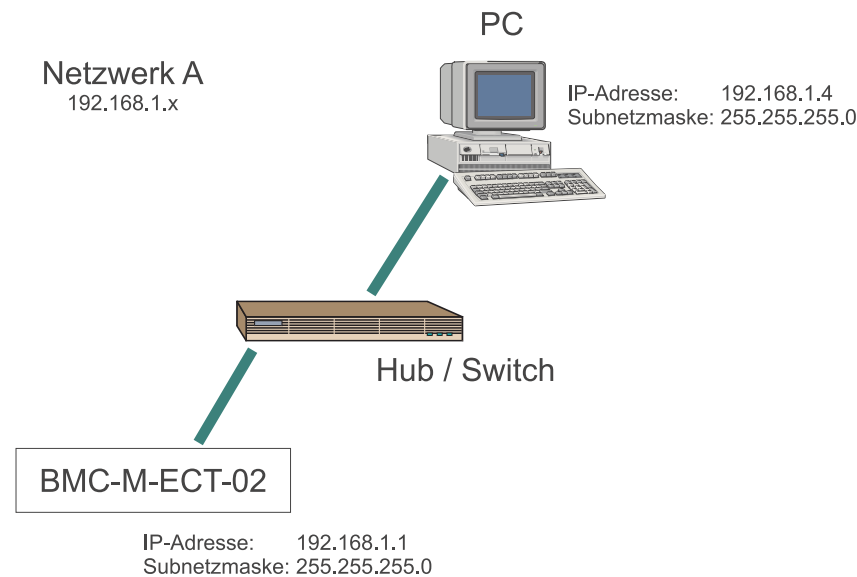 PC
Netzwerk A
192.168.1.x
IP-Adresse: 192.168.1.4
Subnetzmaske: 255.255.255.0
Hub / Switch
BMC-M-ECT-02
IP-Adresse: 192.168.1.1
Subnetzmaske: 255.255.255.0